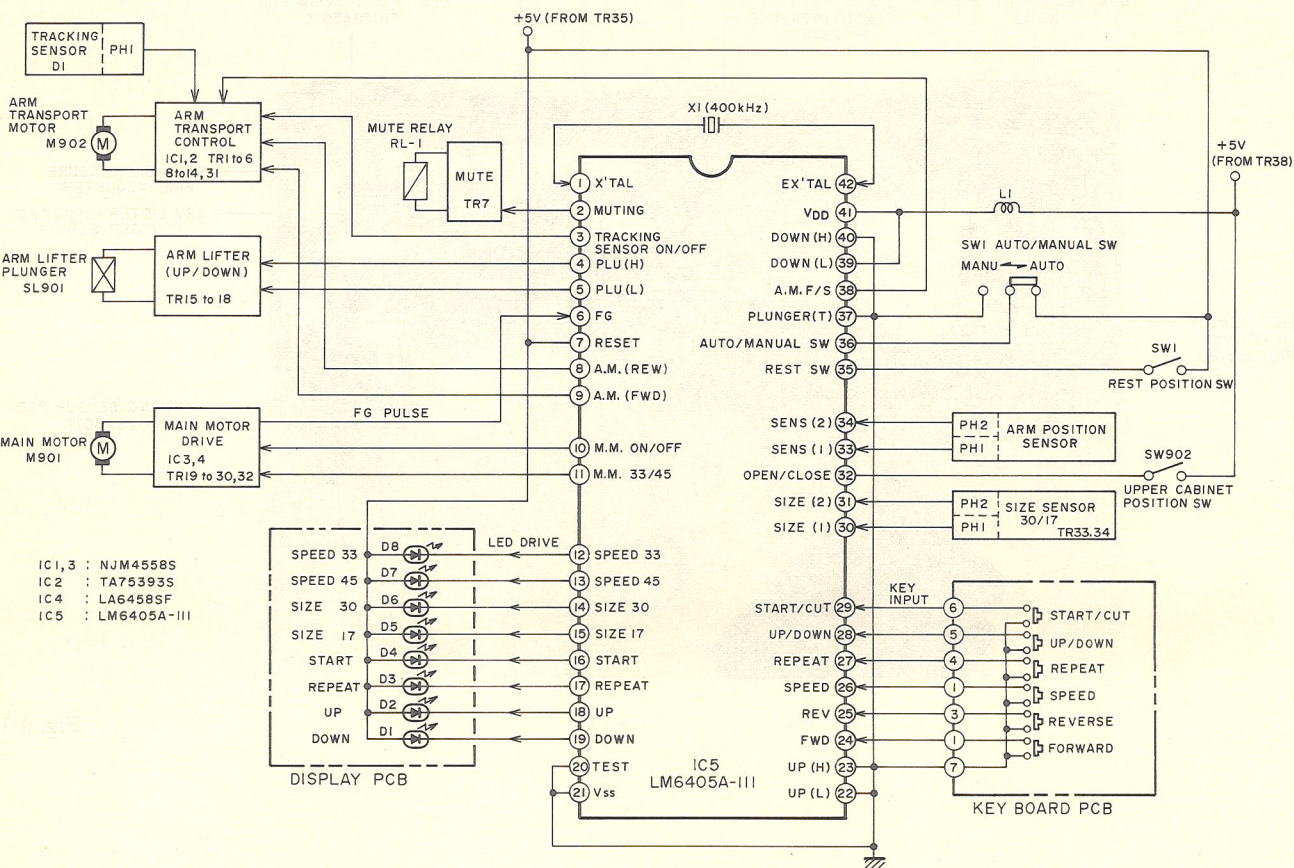 +5V (FROM TR35)
TRACKING
SENSOR
D1
PH1
ARM
TRANSPORT
MOTOR
M902
M
ARM
TRANSPORT
CONTROL
IC1,2 TR1 to 6
8 to 14, 31
MUTE RELAY
RL-1
MUTE
TR7
X1 (400kHz)
+5V
(FROM TR38)
L1
SW1 AUTO/MANUAL SW
MANU AUTO
ARM LIFTER
PLUNGER
SL901
ARM LIFTER
(UP/DOWN)
TR15 to 18
FG PULSE
MAIN MOTOR
M901
M
MAIN MOTOR
DRIVE
IC3,4
TR19 to 30,32
IC1,3 : NJM4558S
IC2 : TA75393S
IC4 : LA6458SF
IC5 : LM6405A-III
1 X'TAL
2 MUTING
3 TRACKING
SENSOR ON/OFF
4 PLU(H)
5 PLU(L)
6 FG
7 RESET
8 A.M.(REW)
9 A.M.(FWD)
10 M.M. ON/OFF
11 M.M. 33/45
12 SPEED 33
13 SPEED 45
14 SIZE 30
15 SIZE 17
16 START
17 REPEAT
18 UP
19 DOWN
20 TEST
21 Vss
EX'TAL 42
VDD 41
DOWN(H) 40
DOWN(L) 39
A.M.F/S 38
PLUNGER(T) 37
AUTO/MANUAL SW 36
REST SW 35
SENS (2) 34
SENS (1) 33
OPEN/CLOSE 32
SIZE (2) 31
SIZE (1) 30
START/CUT 29
UP/DOWN 28
REPEAT 27
SPEED 26
REV 25
FWD 24
UP (H) 23
UP (L) 22
IC5
LM6405A-III
LED DRIVE
SPEED 33 D8
SPEED 45 D7
SIZE 30 D6
SIZE 17 D5
START D4
REPEAT D3
UP D2
DOWN D1
DISPLAY PCB
SW1
REST POSITION SW
PH2
PH1
ARM POSITION
SENSOR
SW902
UPPER CABINET
POSITION SW
PH2
PH1
SIZE SENSOR
30/17
TR33.34
KEY
INPUT
6 START/CUT
5 UP/DOWN
4 REPEAT
1 SPEED
3 REVERSE
1 FORWARD
7
KEY BOARD PCB